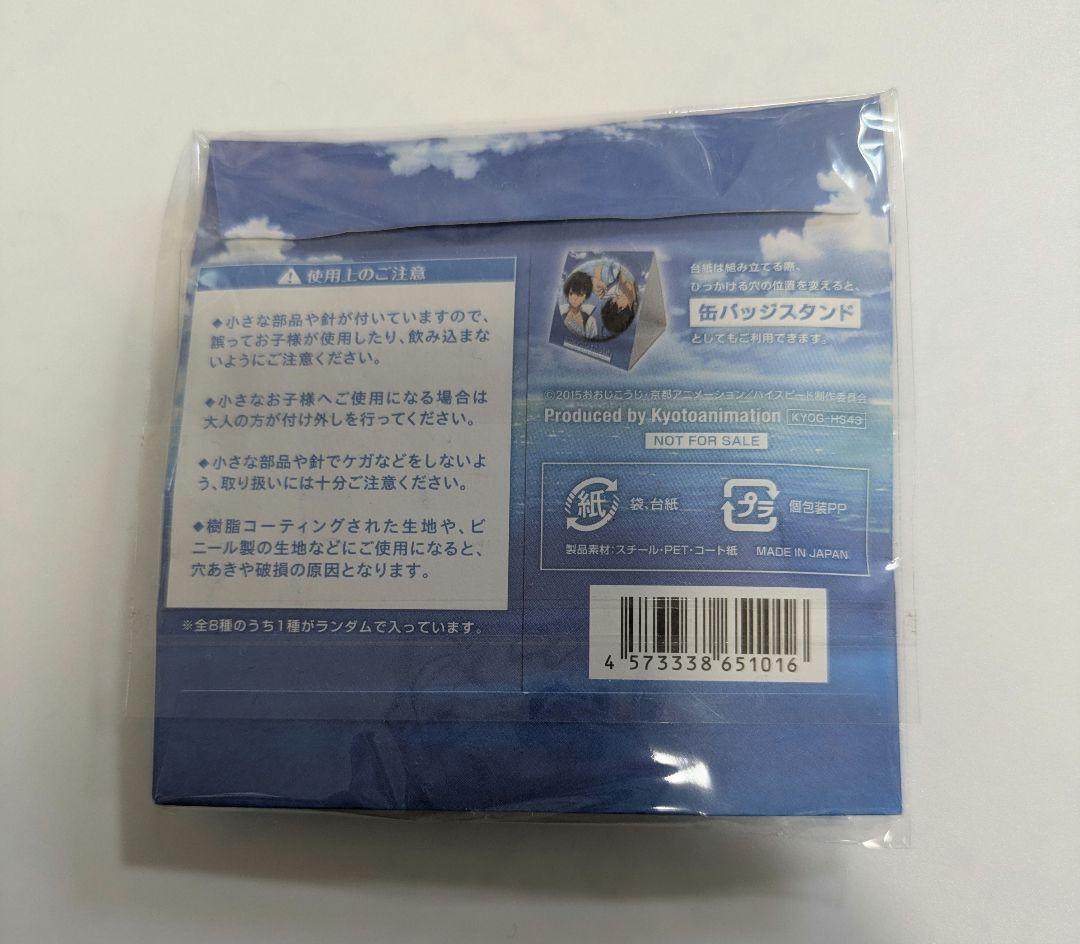 使用上のご注意
◆小さな部品や針が付いていますので、
誤ってお子様が使用したり、飲み込まな
いようにご注意ください。
◆小さなお子様へご使用になる場合は
大人の方が付け外しを行ってください。
◆小さな部品や針でケガなどをしないよ
う、取り扱いには十分ご注意ください。
◆樹脂コーティングされた生地や、ビ
ニール製の生地などにご使用になると、
穴あきや破損の原因となります。
※全8種のうち1種がランダムで入っています。
台紙は組み立てる際、
ひっかける穴の位置を変えると、
缶バッジスタンド
としてもご利用できます。
©2015おおじこうじ・京都アニメーション/ハイスピード制作委員会
Produced by Kyotoanimation KYOG-HS43
NOT FOR SALE
紙 袋、台紙
プラ 個包装PP
製品素材:スチール・PET・コート紙 MADE IN JAPAN
4 573338 651016